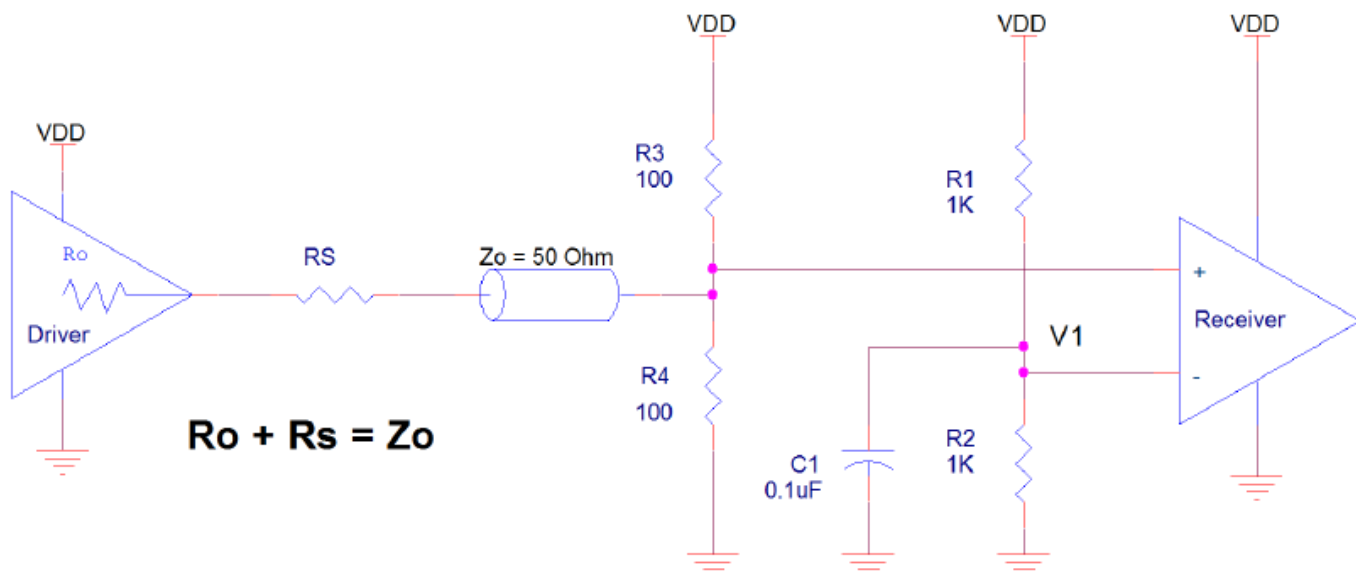 VDD
VDD
VDD
VDD
R3
100
R1
1K
Ro
RS
Zo = 50 Ohm
+
Driver
Receiver
V1
-
R4
100
Ro + Rs = Zo
R2
1K
C1
0.1uF